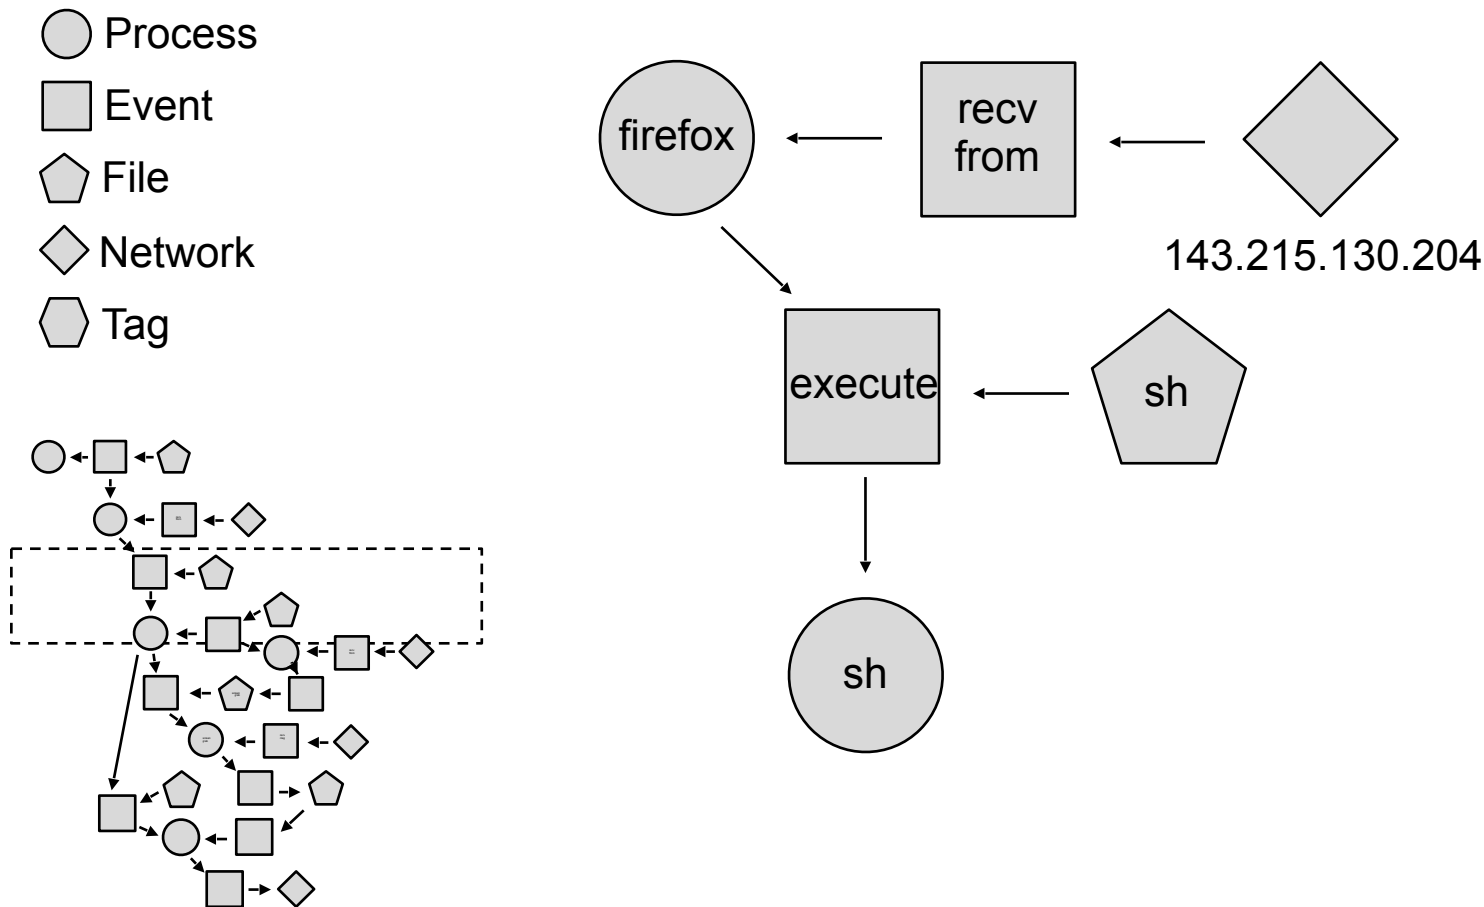 Process
Event
File
Network
Tag
firefox
recv
from
143.215.130.204
execute
sh
sh